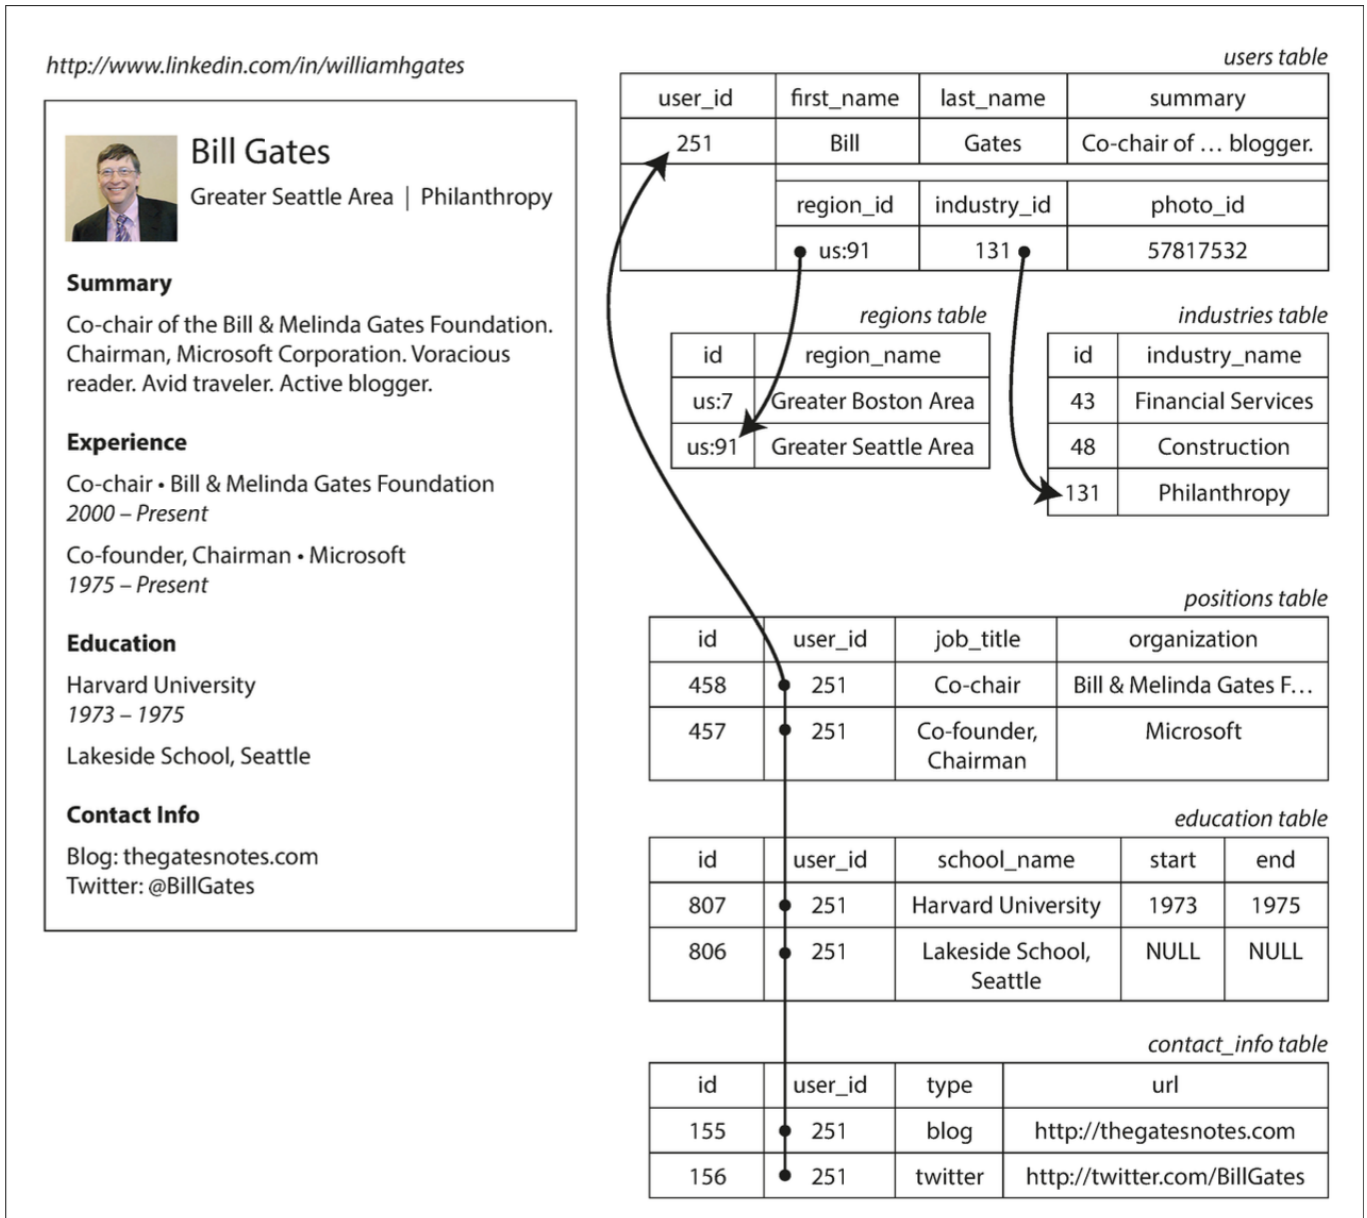 http://www.linkedin.com/in/williamhgates
Bill Gates
Greater Seattle Area | Philanthropy
Summary
Co-chair of the Bill & Melinda Gates Foundation.
Chairman, Microsoft Corporation. Voracious
reader. Avid traveler. Active blogger.
Experience
Co-chair • Bill & Melinda Gates Foundation
2000 – Present
Co-founder, Chairman • Microsoft
1975 – Present
Education
Harvard University
1973 – 1975
Lakeside School, Seattle
Contact Info
Blog: thegatesnotes.com
Twitter: @BillGates
users table
user_id first_name last_name summary
251 Bill Gates Co-chair of … blogger.
region_id industry_id photo_id
us:91 131 57817532
regions table
id region_name
us:7 Greater Boston Area
us:91 Greater Seattle Area
industries table
id industry_name
43 Financial Services
48 Construction
131 Philanthropy
positions table
id user_id job_title organization
458 251 Co-chair Bill & Melinda Gates F…
457 251 Co-founder, Microsoft
Chairman
education table
id user_id school_name start end
807 251 Harvard University 1973 1975
806 251 Lakeside School, NULL NULL
Seattle
contact_info table
id user_id type url
155 251 blog http://thegatesnotes.com
156 251 twitter http://twitter.com/BillGates